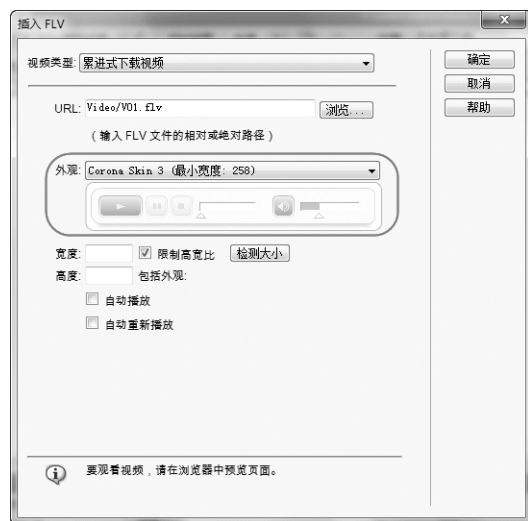 插入 FLV
视频类型: 累进式下载视频
确定
取消
帮助
URL: Video/V01.flv 浏览...
(输入 FLV 文件的相对或绝对路径)
外观: Corona Skin 3 (最小宽度: 258)
宽度: 限制高宽比 检测大小
高度: 包括外观:
自动播放
自动重新播放
要观看视频,请在浏览器中预览页面。